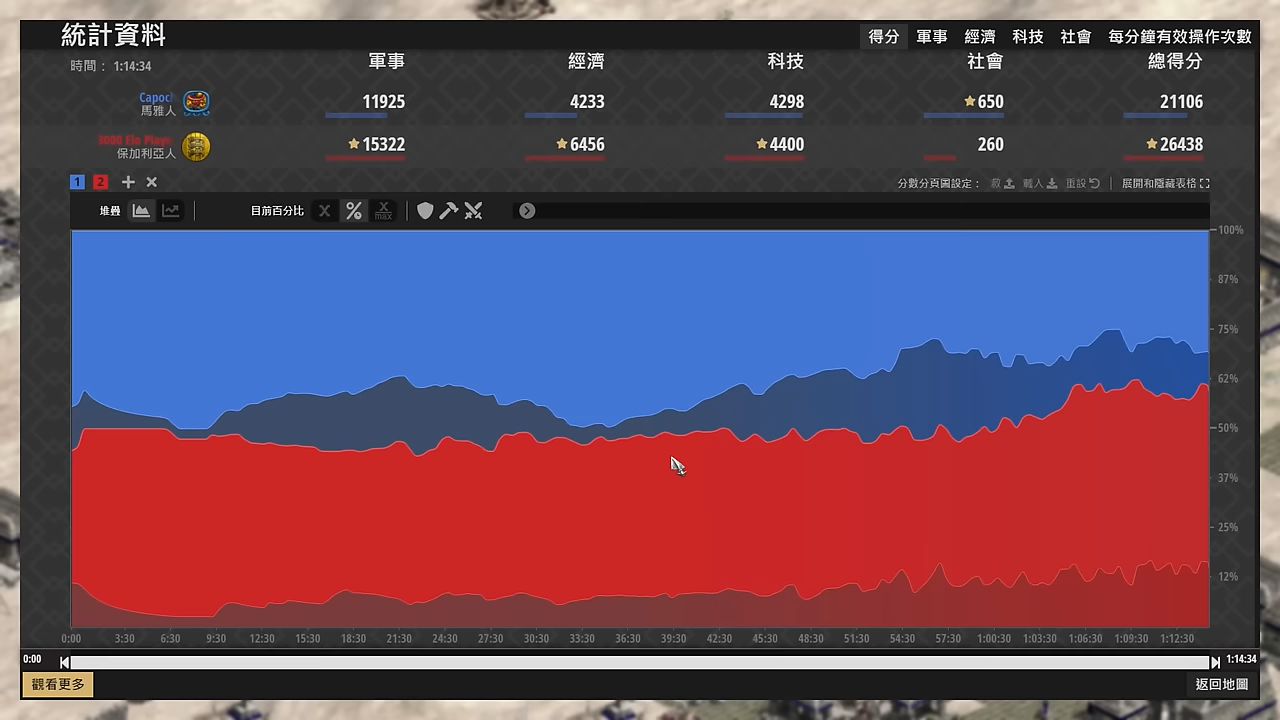 統計資料
得分 軍事 經濟 科技 社會 每分鐘有效操作次數
時間： 1:14:34
軍事 經濟 科技 社會 總得分
Capoch
馬雅人
11925 4233 4298 650 21106
3000 Elo Player
保加利亞人
15322 6456 4400 260 26438
1 2
分數分頁圖設定： 載入 重設 展開和隱藏表格
堆疊 目前百分比 X % X max
100%
87%
75%
62%
50%
37%
25%
12%
0:00 3:30 6:30 9:30 12:30 15:30 18:30 21:30 24:30 27:30 30:30 33:30 36:30 39:30 42:30 45:30 48:30 51:30 54:30 57:30 1:00:30 1:03:30 1:06:30 1:09:30 1:12:30
0:00 1:14:34
觀看更多 返回地圖